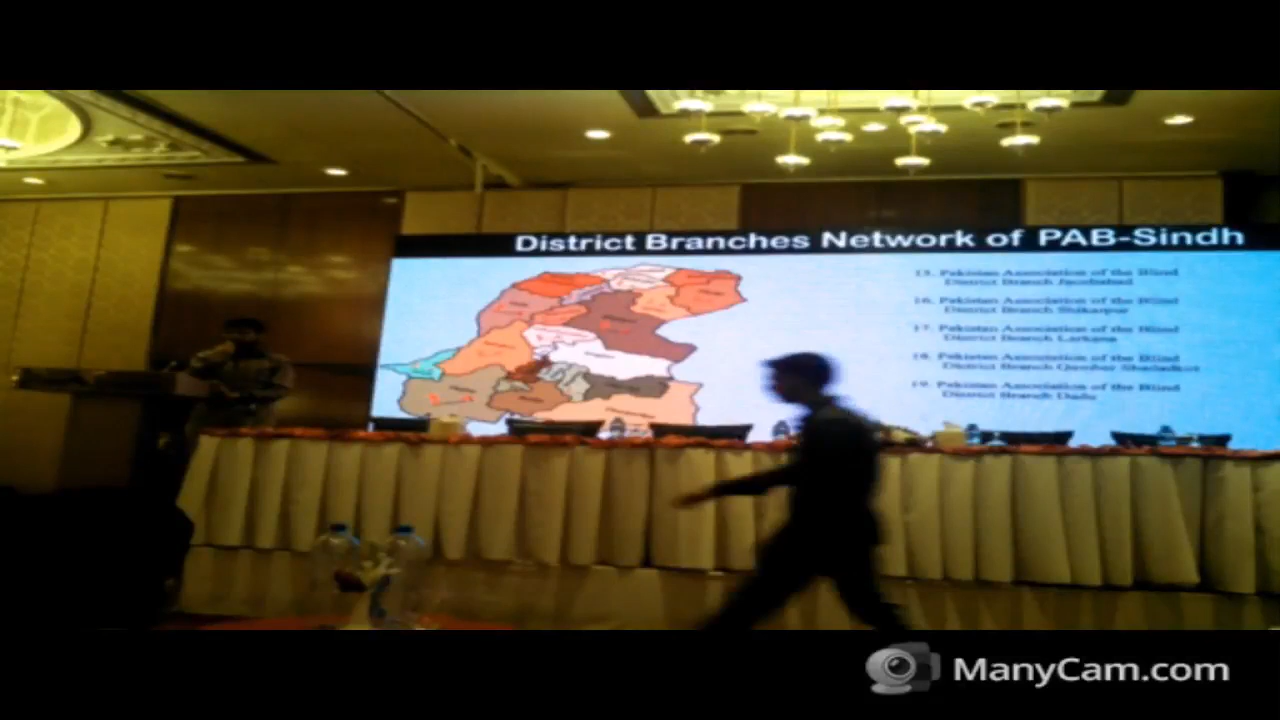 District Branches Network of PAB-Sindh
15. Pakistan Association of the Blind
District Branch Jacobabad
16. Pakistan Association of the Blind
District Branch Shikarpur
17. Pakistan Association of the Blind
District Branch Larkana
18. Pakistan Association of the Blind
District Branch Qamber Shahdadkot
19. Pakistan Association of the Blind
District Branch Dadu
ManyCam.com